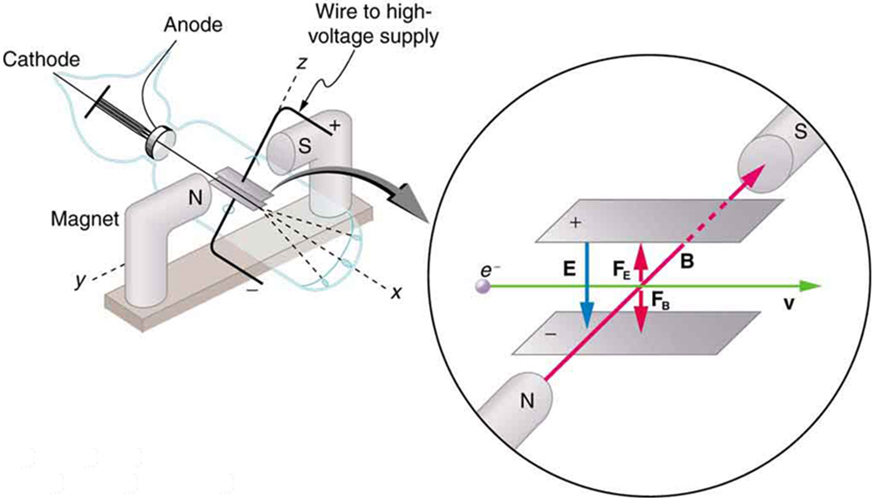 Wire to high-
voltage supply
Anode
Cathode
z
+
S
N
Magnet
y
−
x
S
+
E
F_E
B
e⁻
F_B
v
−
N